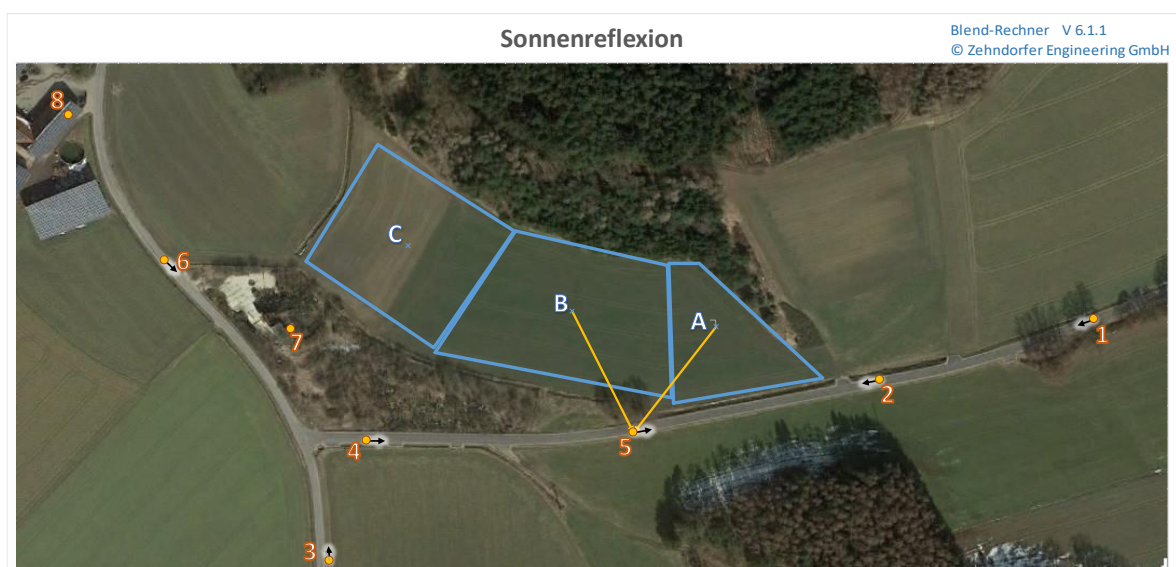 Sonnenreflexion
Blend-Rechner V 6.1.1
© Zehndorfer Engineering GmbH
8
C
6
B
A
1
7
2
4
5
3